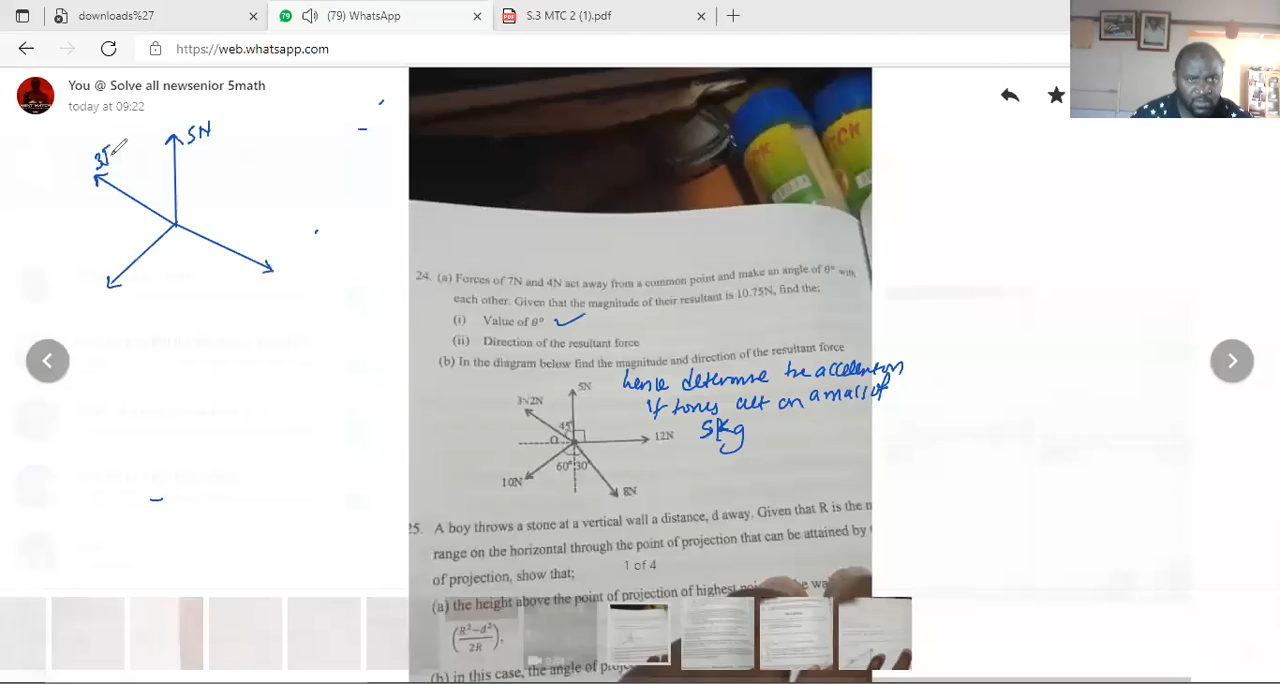 downloads%27
(79) WhatsApp
S.3 MTC 2 (1).pdf
https://web.whatsapp.com
You @ Solve all newsenior 5math
today at 09:22
5N
3√
24. (a) Forces of 7N and 4N act away from a common point and make an angle of θ° with
each other. Given that the magnitude of their resultant is 10.75N, find the;
(i) Value of θ°
(ii) Direction of the resultant force
(b) In the diagram below find the magnitude and direction of the resultant force
hence determine the acceleration
if forces act on a mass of
5kg
5N
3√2N
45
12N
60° 30°
10N
8N
25. A boy throws a stone at a vertical wall a distance, d away. Given that R is the
range on the horizontal through the point of projection that can be attained by
1 of 4
of projection, show that;
(a) the height above the point of projection of highest
(R²−d²/2R),
(b) in this case, the angle of